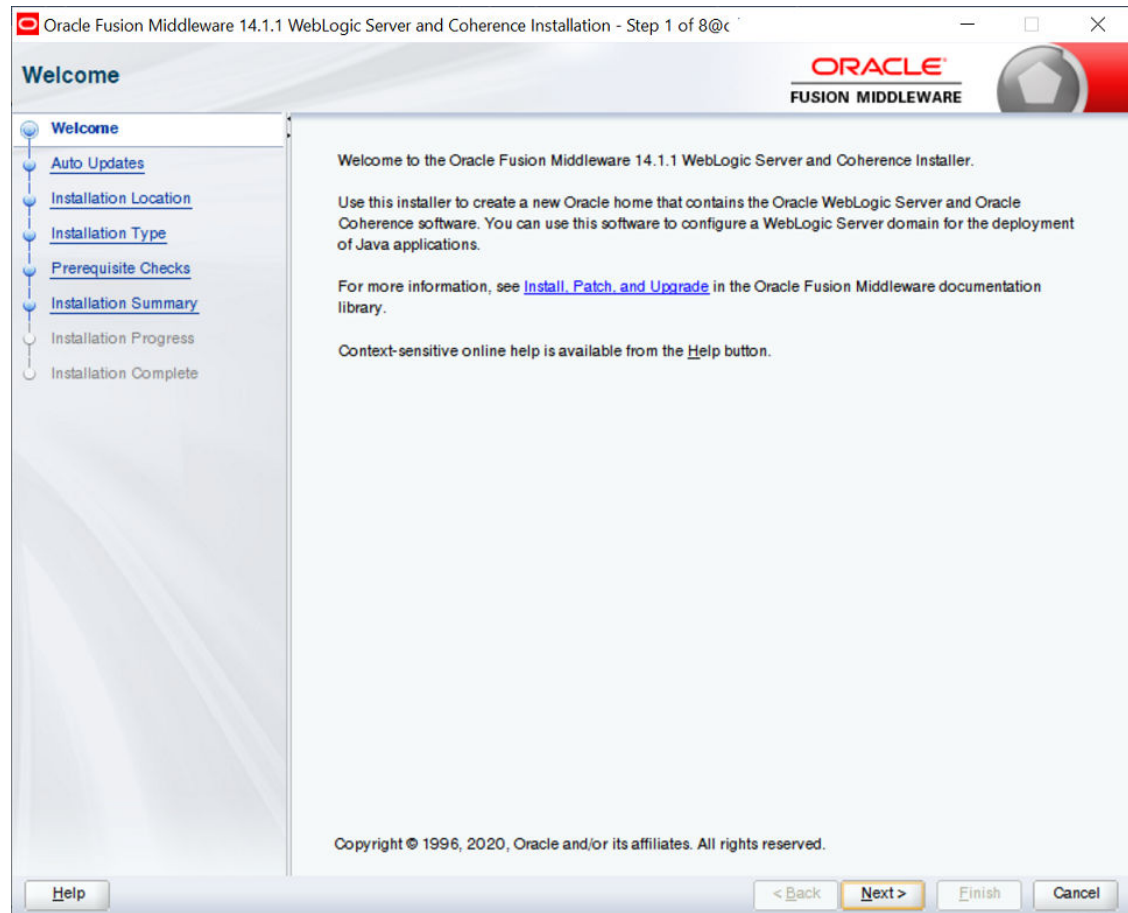 Oracle Fusion Middleware 14.1.1 WebLogic Server and Coherence Installation - Step 1 of 8@c
Welcome
ORACLE
FUSION MIDDLEWARE
Welcome
Auto Updates
Installation Location
Installation Type
Prerequisite Checks
Installation Summary
Installation Progress
Installation Complete
Welcome to the Oracle Fusion Middleware 14.1.1 WebLogic Server and Coherence Installer.
Use this installer to create a new Oracle home that contains the Oracle WebLogic Server and Oracle
Coherence software. You can use this software to configure a WebLogic Server domain for the deployment
of Java applications.
For more information, see Install, Patch, and Upgrade in the Oracle Fusion Middleware documentation
library.
Context-sensitive online help is available from the Help button.
Copyright © 1996, 2020, Oracle and/or its affiliates. All rights reserved.
Help
< Back
Next >
Finish
Cancel